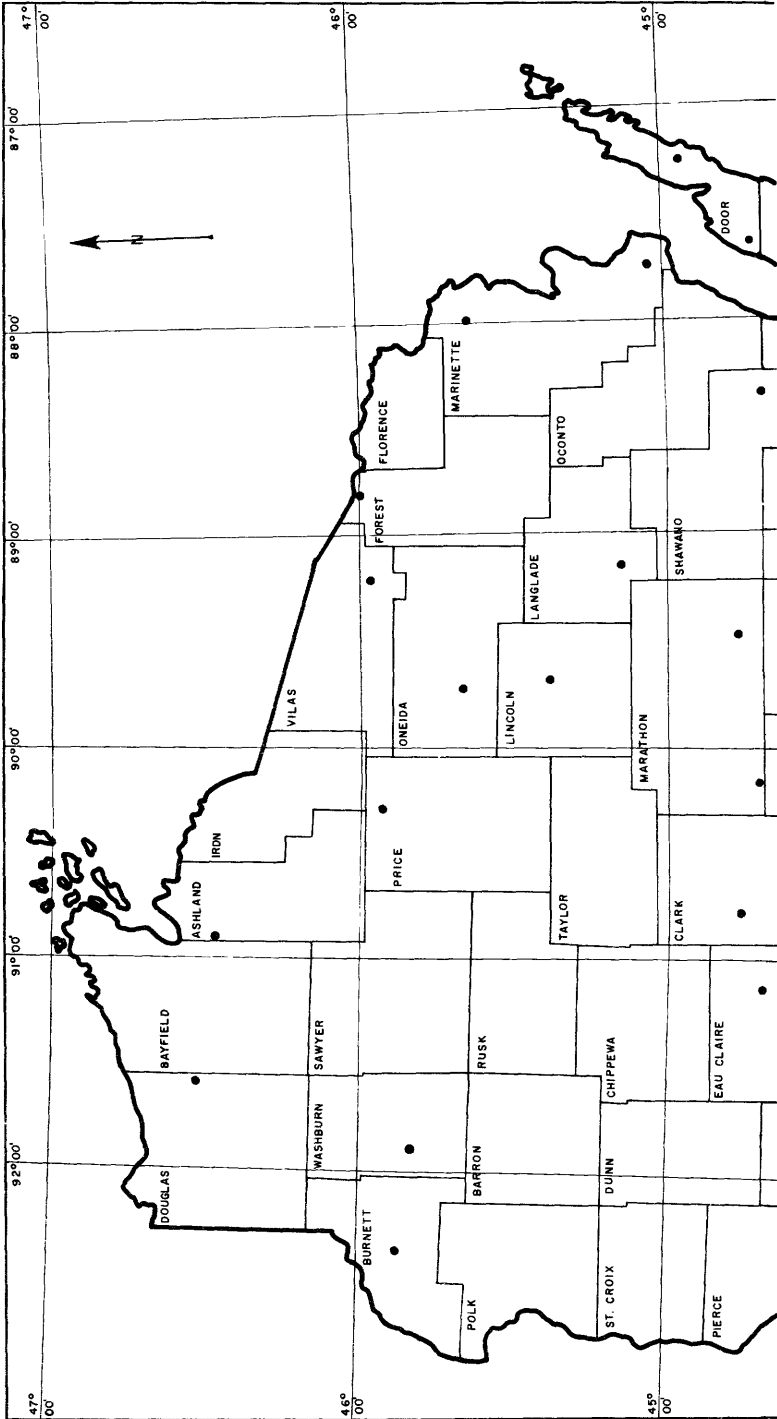 92°00'
91°00'
90°00'
89°00'
88°00'
87°00'
47°
00'
47°
00'
N
DOUGLAS
BAYFIELD
ASHLAND
IRON
VILAS
46°
00'
46°
00'
BURNETT
WASHBURN
SAWYER
PRICE
ONEIDA
FOREST
FLORENCE
MARINETTE
POLK
BARRON
RUSK
TAYLOR
LINCOLN
LANGLADE
OCONTO
DOOR
ST. CROIX
DUNN
CHIPPEWA
CLARK
MARATHON
SHAWANO
45°
00'
45°
00'
PIERCE
EAU CLAIRE